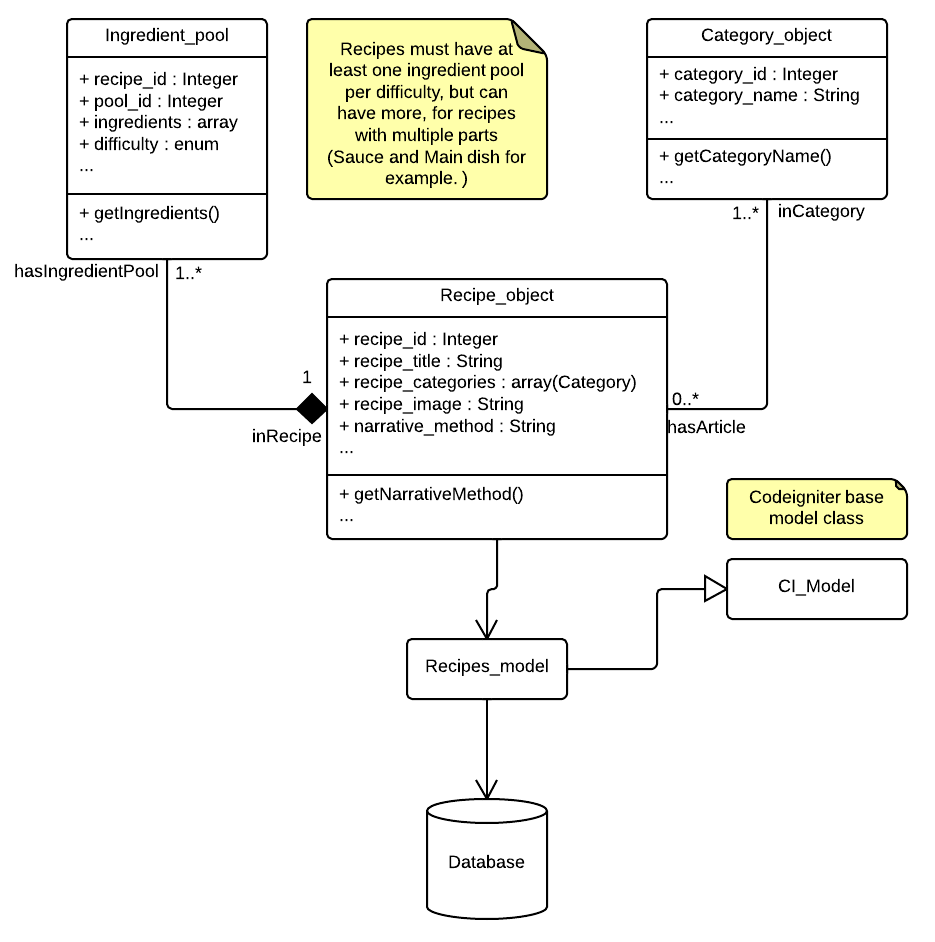 Ingredient_pool
+ recipe_id : Integer
+ pool_id : Integer
+ ingredients : array
+ difficulty : enum
...
+ getIngredients()
...
Recipes must have at
least one ingredient pool
per difficulty, but can
have more, for recipes
with multiple parts
(Sauce and Main dish for
example. )
Category_object
+ category_id : Integer
+ category_name : String
...
+ getCategoryName()
...
1..*
inCategory
hasIngredientPool
1..*
Recipe_object
+ recipe_id : Integer
+ recipe_title : String
+ recipe_categories : array(Category)
+ recipe_image : String
+ narrative_method : String
...
+ getNarrativeMethod()
...
1
inRecipe
0..*
hasArticle
Codeigniter base
model class
CI_Model
Recipes_model
Database